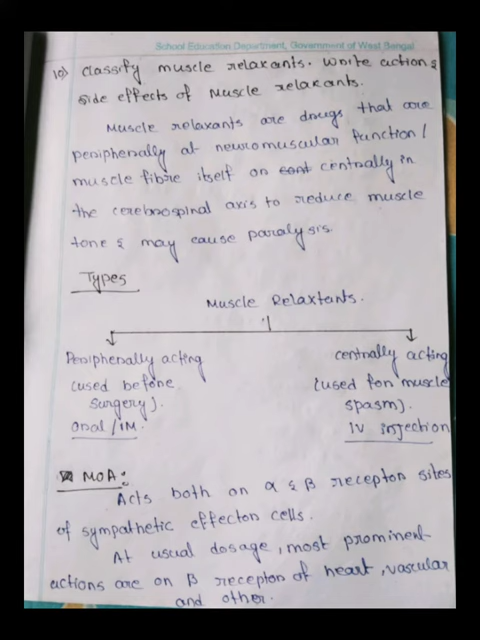 School Education Department, Government of West Bengal
10) Classify muscle relaxants. Write action &
side effects of Muscle relaxants.
Muscle relaxants are drugs that are
peripherally at neuromuscular function/
muscle fibre itself or cont centrally in
the cerebrospinal axis to reduce muscle
tone & may cause paralysis.
Types
Muscle Relaxtants.
Peripherally acting
(used before
surgery).
oral/IM.
centrally acting
(used for muscle
spasm).
IV injection
MOA:
Acts both on α & β receptor sites
of sympathetic effector cells.
At usual dosage, most prominent
actions are on β receptor of heart, vascular
and other.